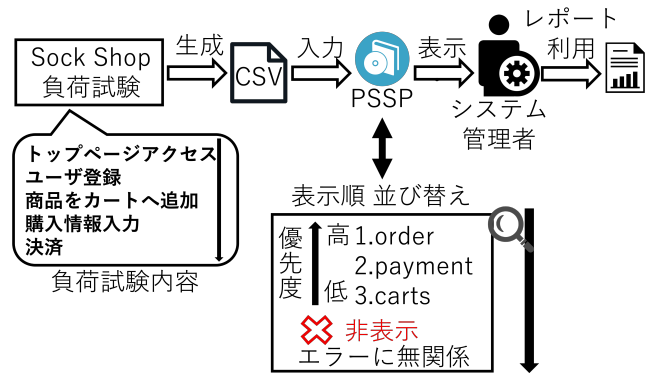 Sock Shop
負荷試験
生成
CSV
入力
PSSP
表示
システム
管理者
レポート
利用
トップページアクセス
ユーザ登録
商品をカートへ追加
購入情報入力
決済
負荷試験内容
表示順 並び替え
優先度
高 1.order
2.payment
低 3.carts
非表示
エラーに無関係